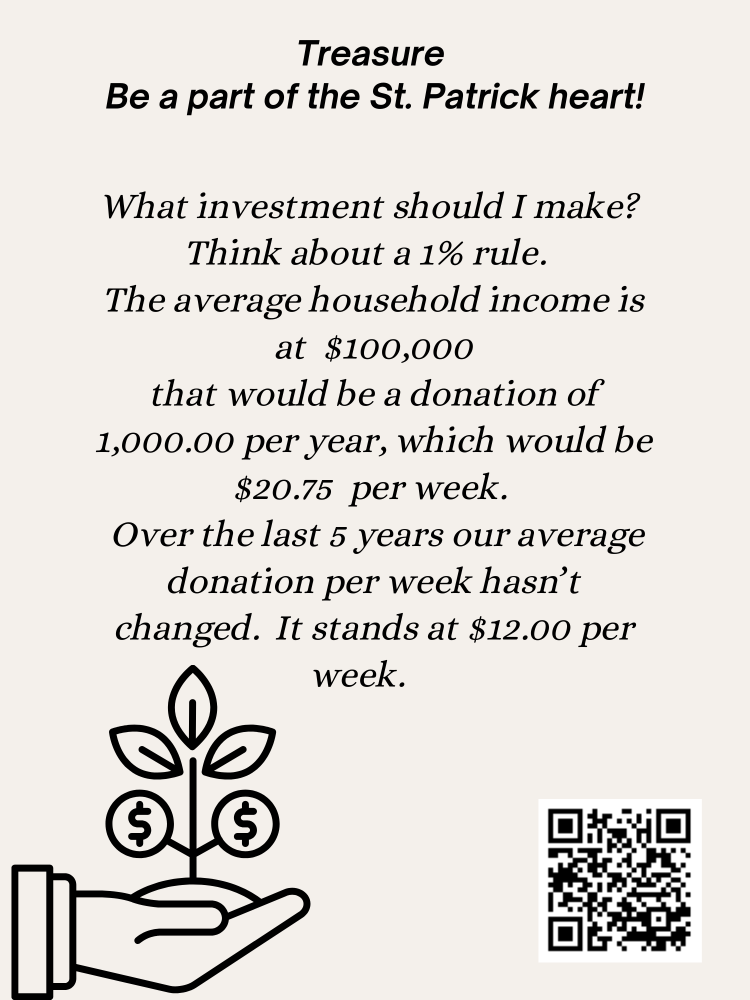 Treasure
Be a part of the St. Patrick heart!
What investment should I make?
Think about a 1% rule.
The average household income is
at $100,000
that would be a donation of
1,000.00 per year, which would be
$20.75 per week.
Over the last 5 years our average
donation per week hasn’t
changed. It stands at $12.00 per
week.
$ $